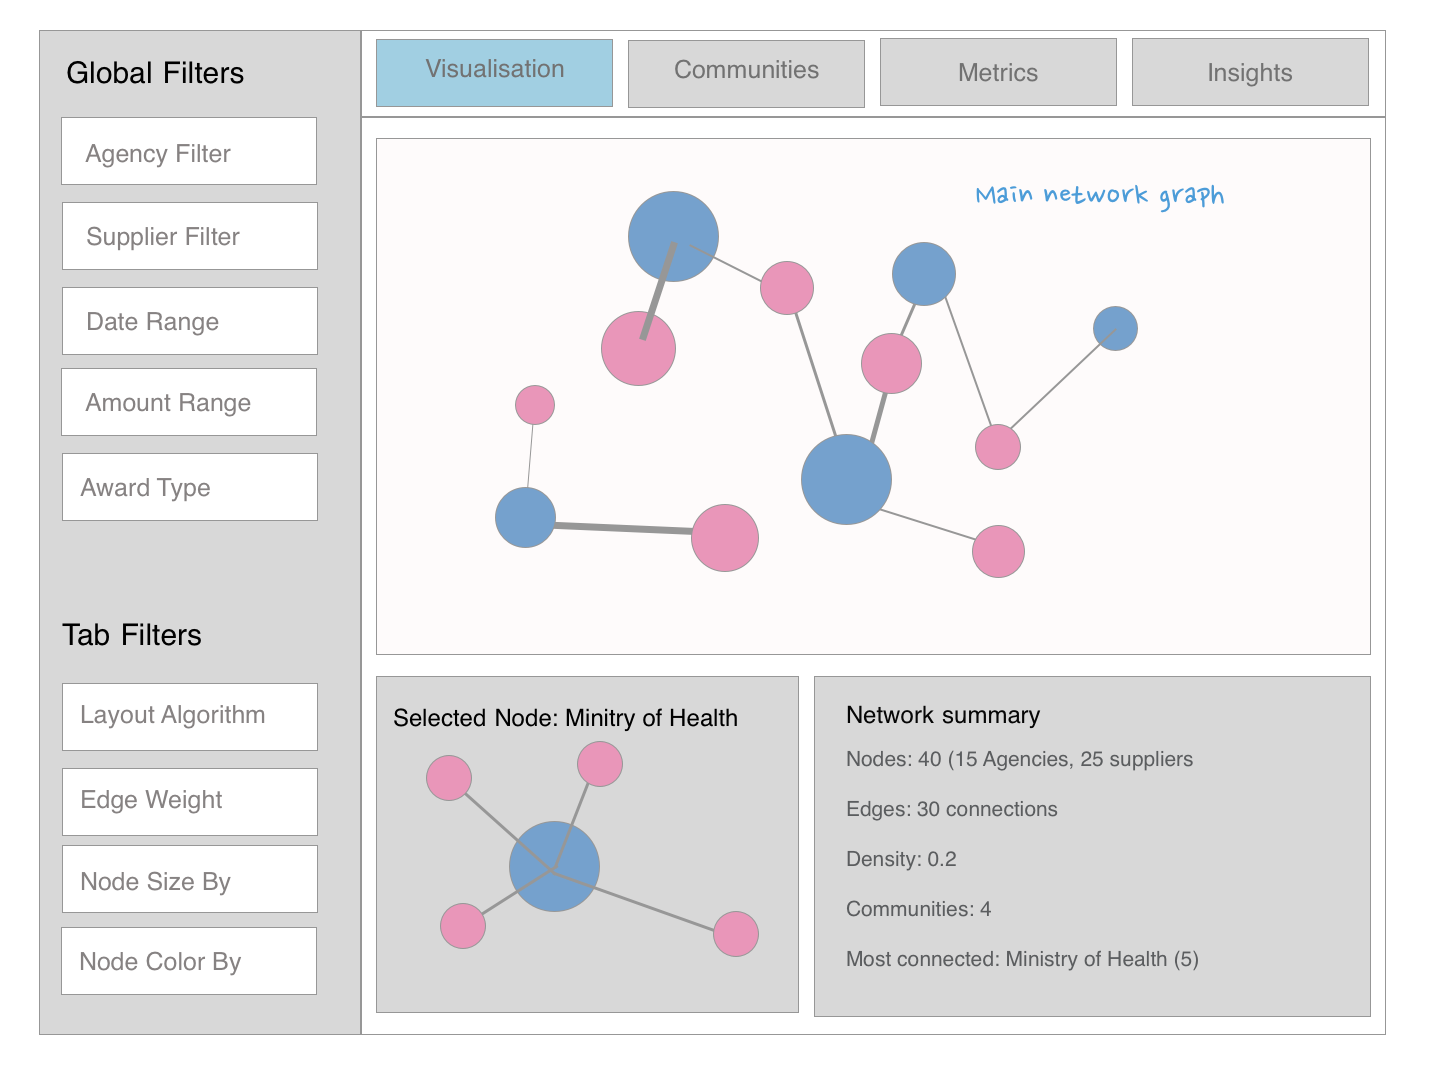 Global Filters
Agency Filter
Supplier Filter
Date Range
Amount Range
Award Type
Tab Filters
Layout Algorithm
Edge Weight
Node Size By
Node Color By
Visualisation
Communities
Metrics
Insights
Main network graph
Selected Node: Minitry of Health
Network summary
Nodes: 40 (15 Agencies, 25 suppliers
Edges: 30 connections
Density: 0.2
Communities: 4
Most connected: Ministry of Health (5)